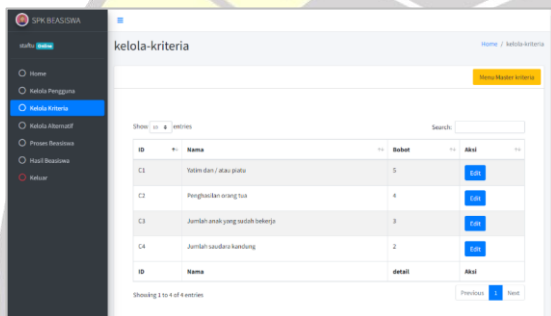 SPK BEASISWA
staftu Online
Home
Kelola Pengguna
Kelola Kriteria
Kelola Alternatif
Proses Beasiswa
Hasil Beasiswa
Keluar
kelola-kriteria
Home / kelola-kriteria
Menu Master kriteria
Show 10 entries
Search:
ID Nama Bobot Aksi
C1 Yatim dan / atau piatu 5 Edit
C2 Penghasilan orang tua 4 Edit
C3 Jumlah anak yang sudah bekerja 3 Edit
C4 Jumlah saudara kandung 2 Edit
ID Nama detail Aksi
Showing 1 to 4 of 4 entries
Previous 1 Next